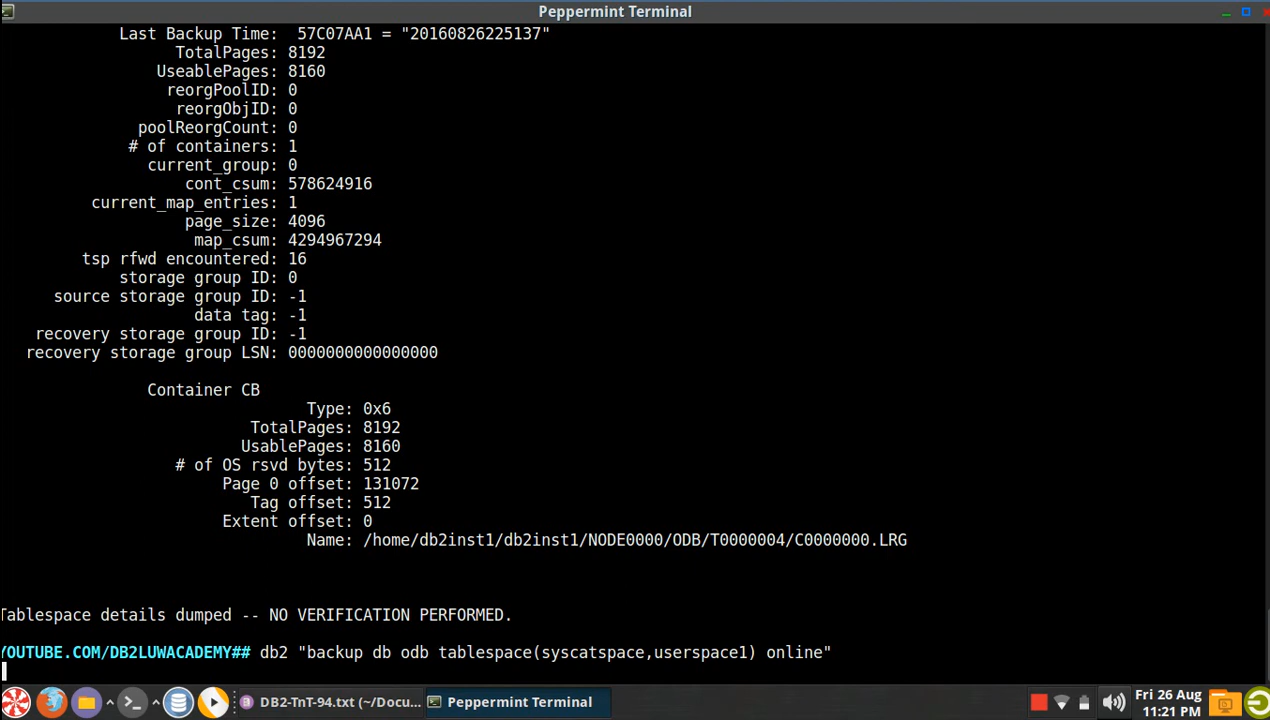 Peppermint Terminal
Last Backup Time:  57C07AA1 = "20160826225137"
TotalPages: 8192
UseablePages: 8160
reorgPoolID: 0
reorgObjID: 0
poolReorgCount: 0
# of containers: 1
current_group: 0
cont_csum: 578624916
current_map_entries: 1
page_size: 4096
map_csum: 4294967294
tsp rfwd encountered: 16
storage group ID: 0
source storage group ID: -1
data tag: -1
recovery storage group ID: -1
recovery storage group LSN: 0000000000000000
Container CB
Type: 0x6
TotalPages: 8192
UsablePages: 8160
# of OS rsvd bytes: 512
Page 0 offset: 131072
Tag offset: 512
Extent offset: 0
Name: /home/db2inst1/db2inst1/NODE0000/ODB/T0000004/C0000000.LRG
Tablespace details dumped -- NO VERIFICATION PERFORMED.
YOUTUBE.COM/DB2LUWACADEMY## db2 "backup db odb tablespace(syscatspace,userspace1) online"
DB2-TnT-94.txt (~/Docu...
Peppermint Terminal
Fri 26 Aug
11:21 PM